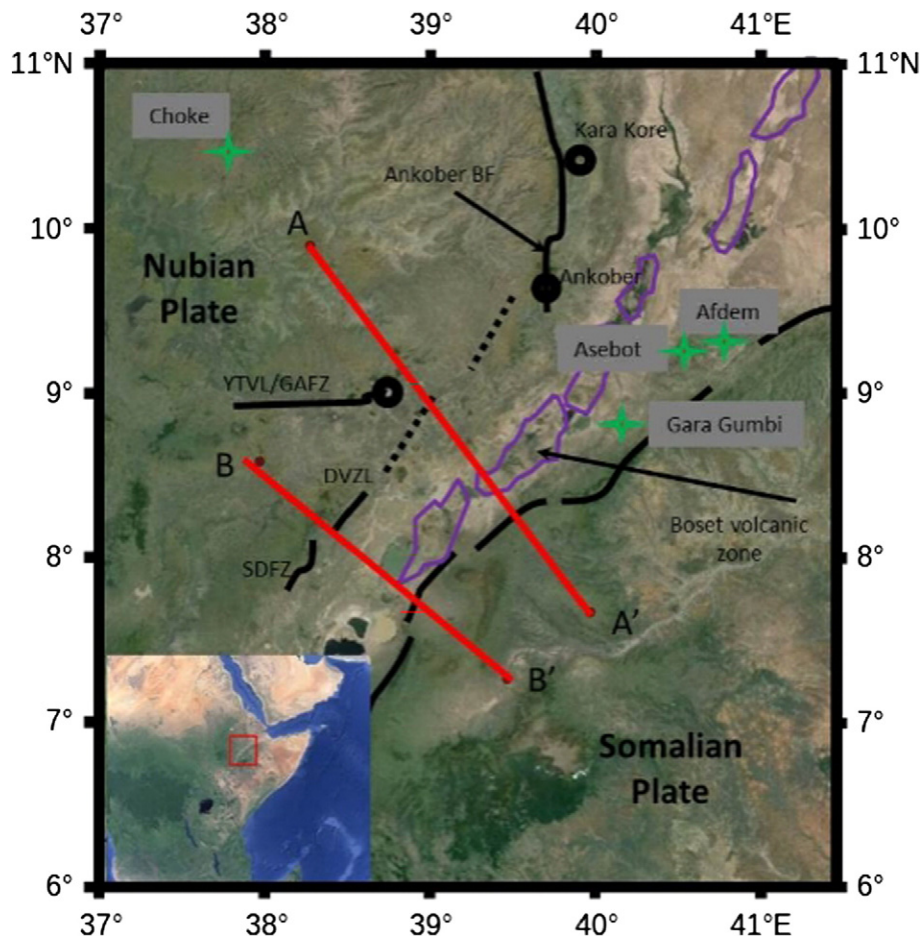 37° 38° 39° 40° 41°E
11°N 11°N
Choke
Kara Kore
Ankober BF
10° 10°
A
Nubian
Plate
Ankober
Afdem
Asebot
9° 9°
YTVL/GAFZ
Gara Gumbi
B
DVZL
Boset volcanic
zone
8° 8°
SDFZ
A’
B’
7° 7°
Somalian
Plate
6° 6°
37° 38° 39° 40° 41°E